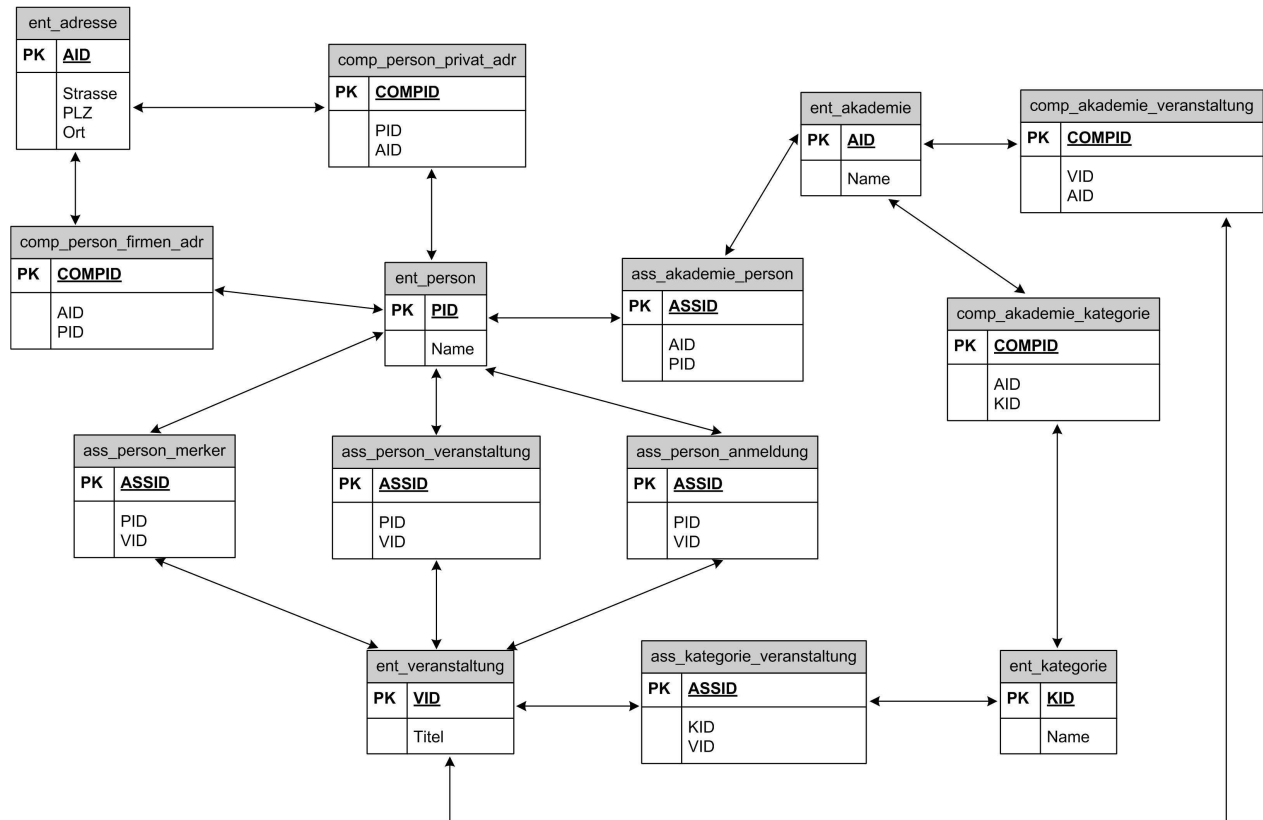 ent_adresse
PK AID
Strasse
PLZ
Ort
comp_person_privat_adr
PK COMPID
PID
AID
ent_akademie
PK AID
Name
comp_akademie_veranstaltung
PK COMPID
VID
AID
comp_person_firmen_adr
PK COMPID
AID
PID
ent_person
PK PID
Name
ass_akademie_person
PK ASSID
AID
PID
comp_akademie_kategorie
PK COMPID
AID
KID
ass_person_merker
PK ASSID
PID
VID
ass_person_veranstaltung
PK ASSID
PID
VID
ass_person_anmeldung
PK ASSID
PID
VID
ent_veranstaltung
PK VID
Titel
ass_kategorie_veranstaltung
PK ASSID
KID
VID
ent_kategorie
PK KID
Name